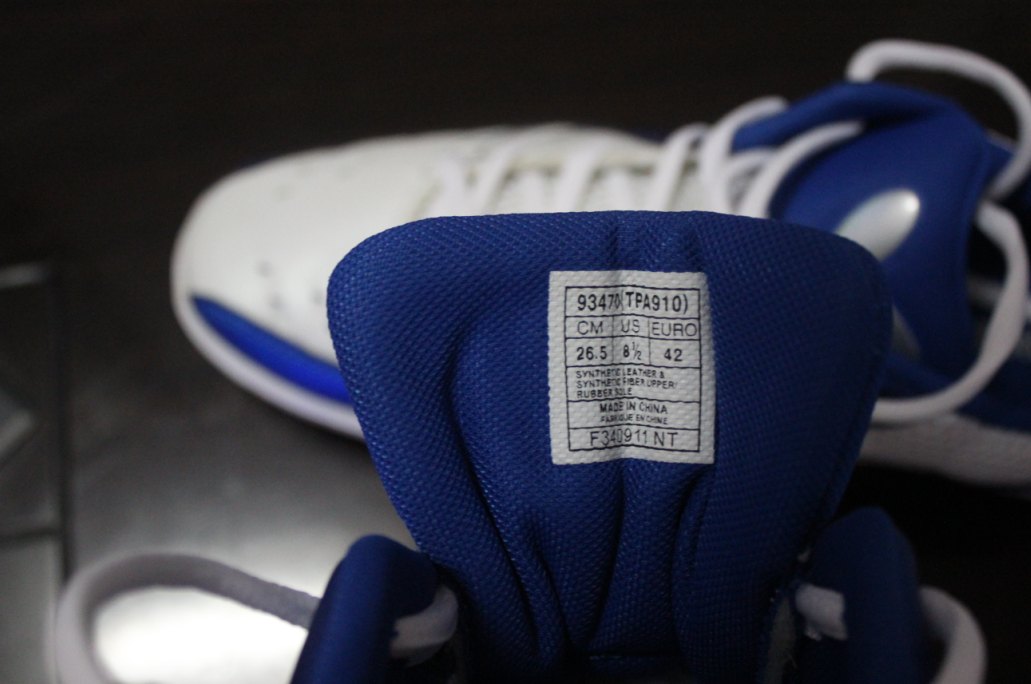 93470(TPA910)
CM US EURO
26.5 8½ 42
SYNTHETIC LEATHER &
SYNTHETIC FIBER UPPER/
RUBBER SOLE
MADE IN CHINA
FABRIQUE EN CHINE
F340911 NT